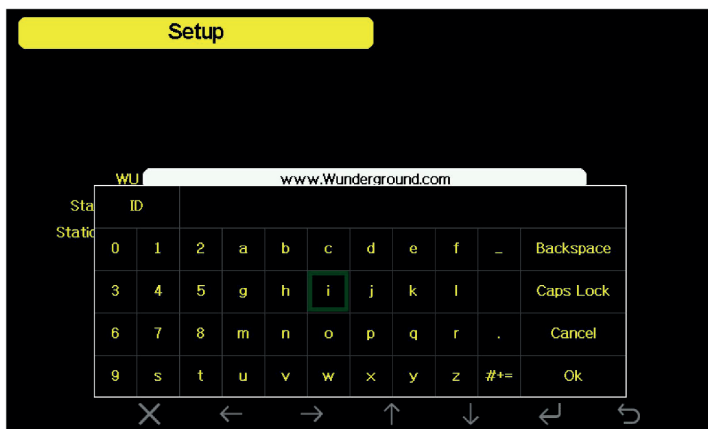 Setup
WU www.Wunderground.com
Sta ID
Static
0 1 2 a b c d e f _ Backspace
3 4 5 g h i j k l Caps Lock
6 7 8 m n o p q r . Cancel
9 s t u v w x y z #+= Ok